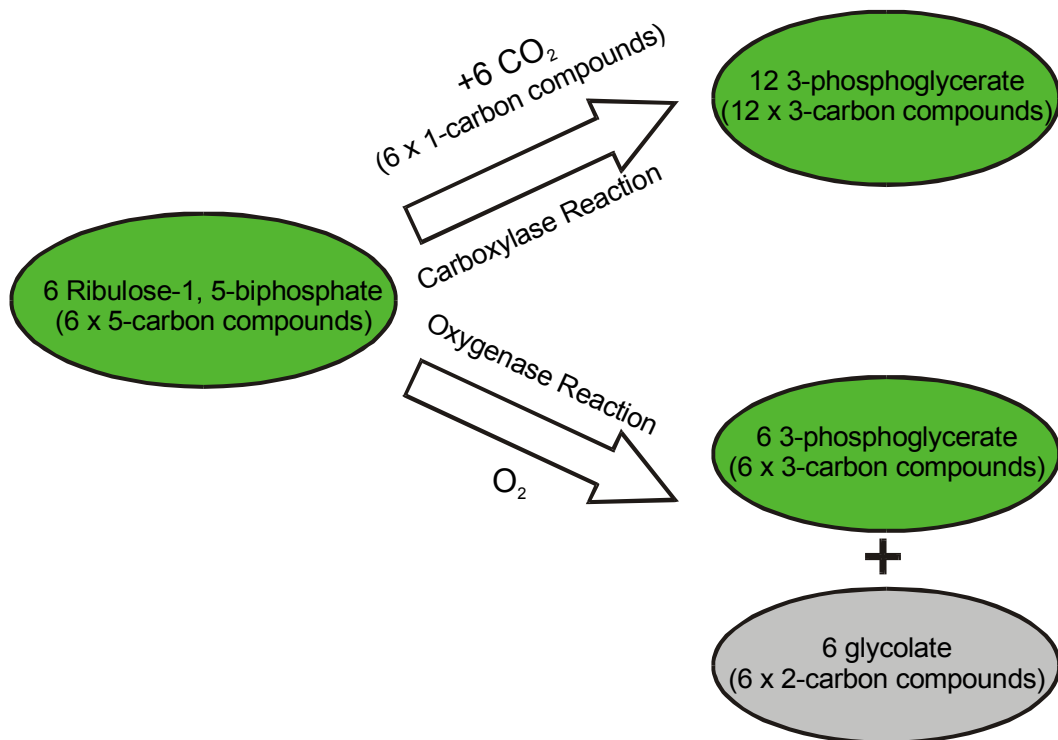 +6 CO₂
(6 x 1-carbon compounds)
Carboxylase Reaction
12 3-phosphoglycerate
(12 x 3-carbon compounds)
6 Ribulose-1, 5-biphosphate
(6 x 5-carbon compounds)
Oxygenase Reaction
O₂
6 3-phosphoglycerate
(6 x 3-carbon compounds)
+
6 glycolate
(6 x 2-carbon compounds)